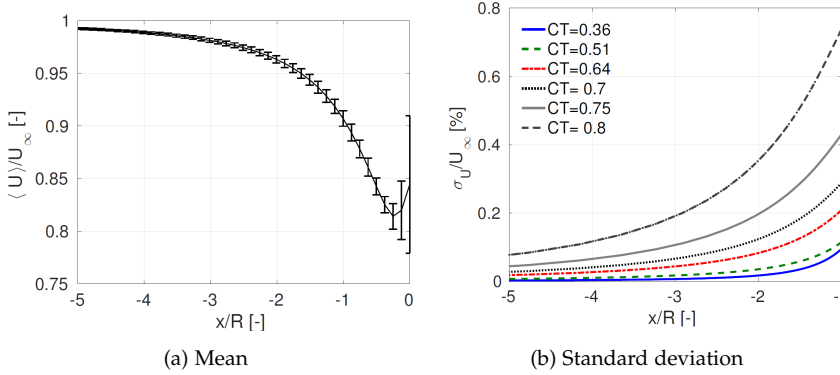 1
0.95
0.9
0.85
0.8
0.75
⟨ U⟩/U∞ [-]
-5 -4 -3 -2 -1 0
x/R [-]
(a) Mean
0.8
0.6
0.4
0.2
0
σU/U∞ [%]
CT=0.36
CT=0.51
CT=0.64
CT= 0.7
CT=0.75
CT= 0.8
-5 -4 -3 -2 -1
x/R [-]
(b) Standard deviation